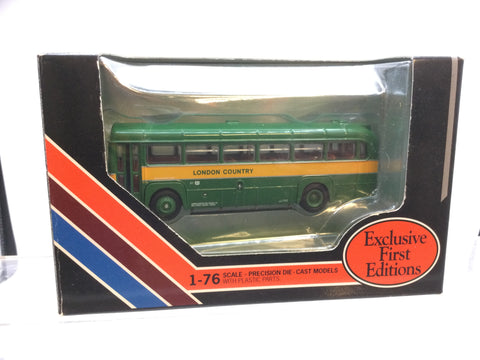 LONDON COUNTRY
1-76 SCALE - PRECISION DIE-CAST MODELS
WITH PLASTIC PARTS
Exclusive
First
Editions